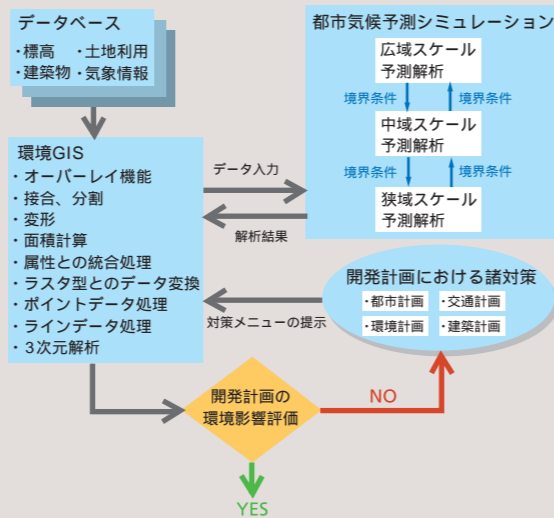 データベース
・標高　・土地利用
・建築物・気象情報
環境GIS
・オーバーレイ機能
・接合、分割
・変形
・面積計算
・属性との統合処理
・ラスタ型とのデータ変換
・ポイントデータ処理
・ラインデータ処理
・3次元解析
データ入力
解析結果
都市気候予測シミュレーション
広域スケール
予測解析
境界条件　境界条件
中域スケール
予測解析
境界条件　境界条件
狭域スケール
予測解析
開発計画における諸対策
・都市計画　・交通計画
・環境計画　・建築計画
対策メニューの提示
開発計画の
環境影響評価
NO
YES